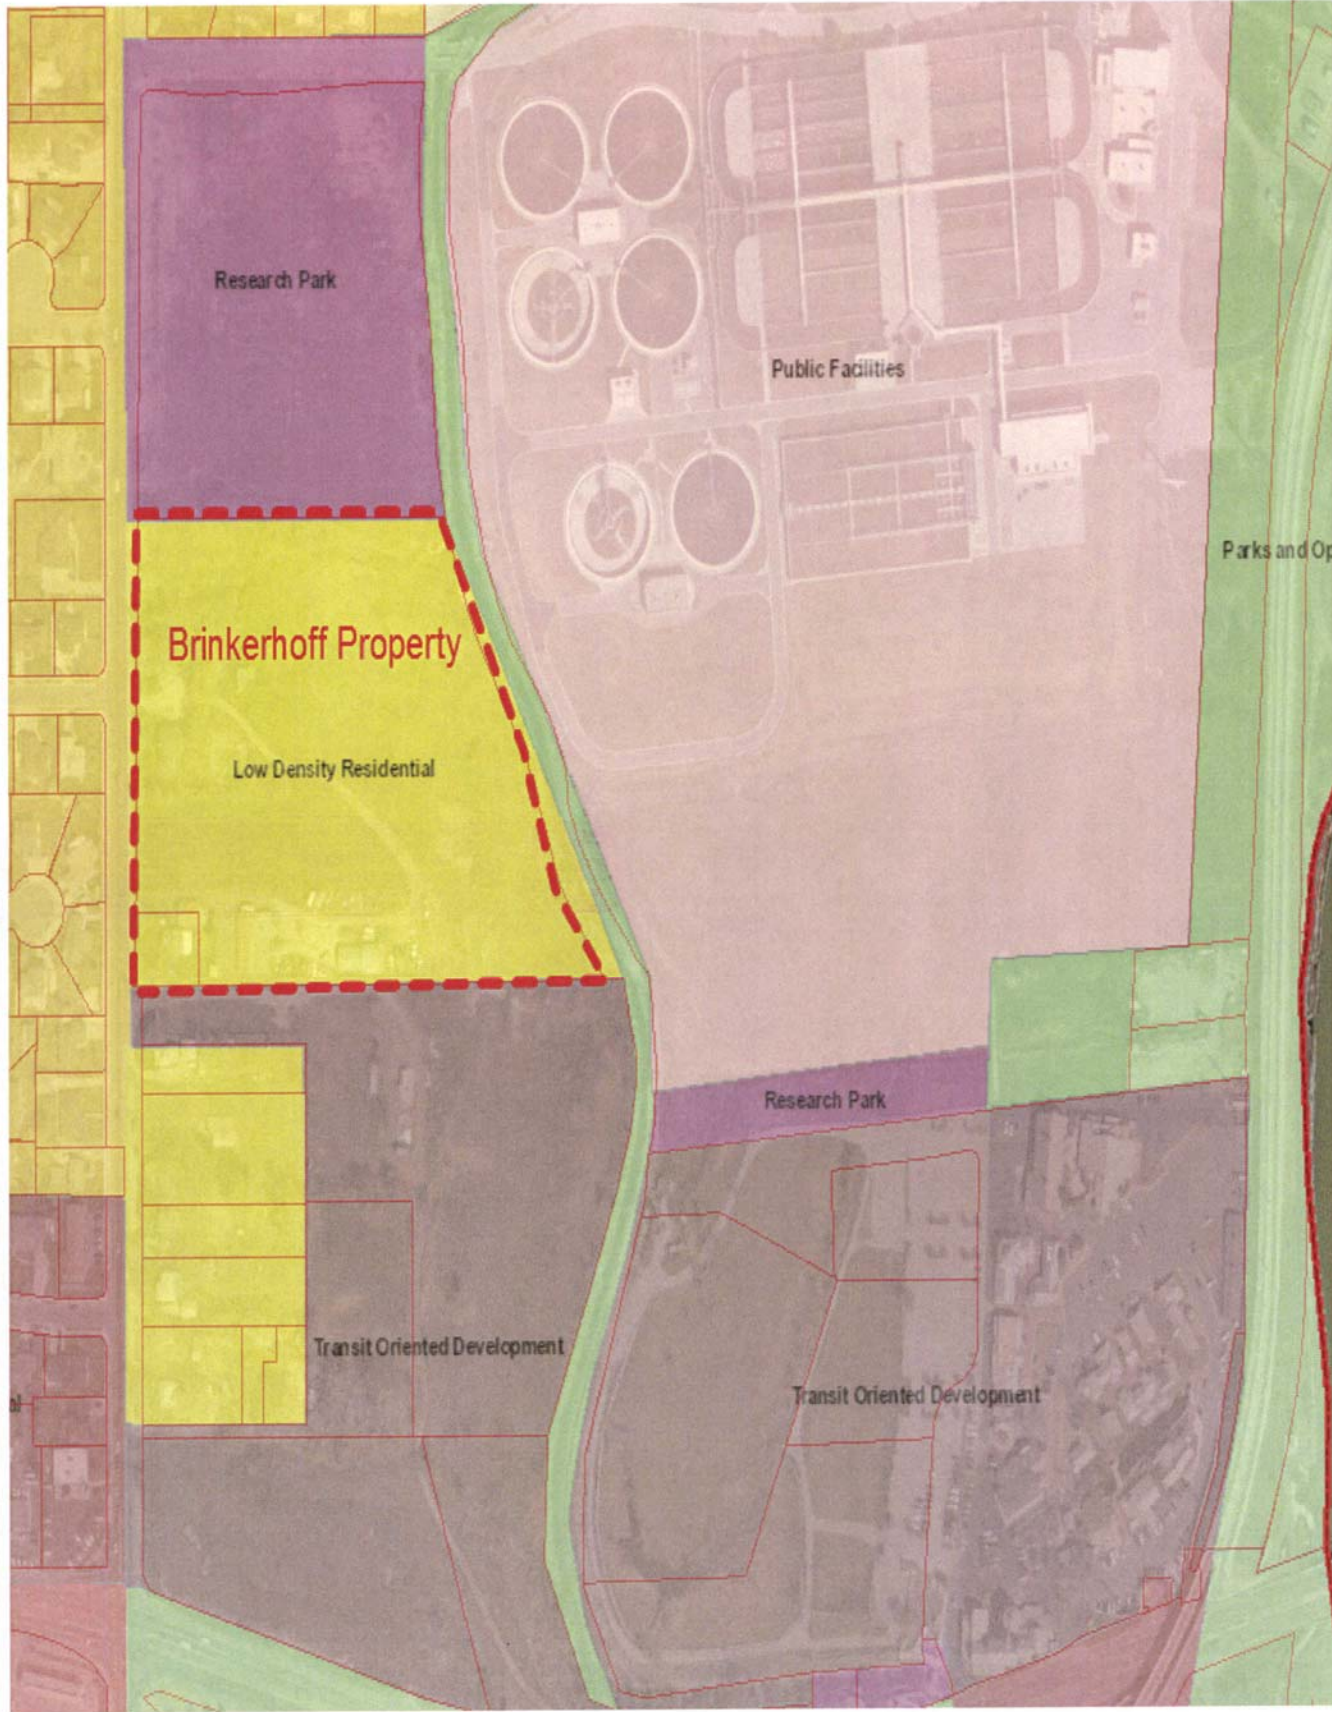 Research Park
Public Facilities
Parks and Op
Brinkerhoff Property
Low Density Residential
Research Park
Transit Oriented Development
Transit Oriented Development
al